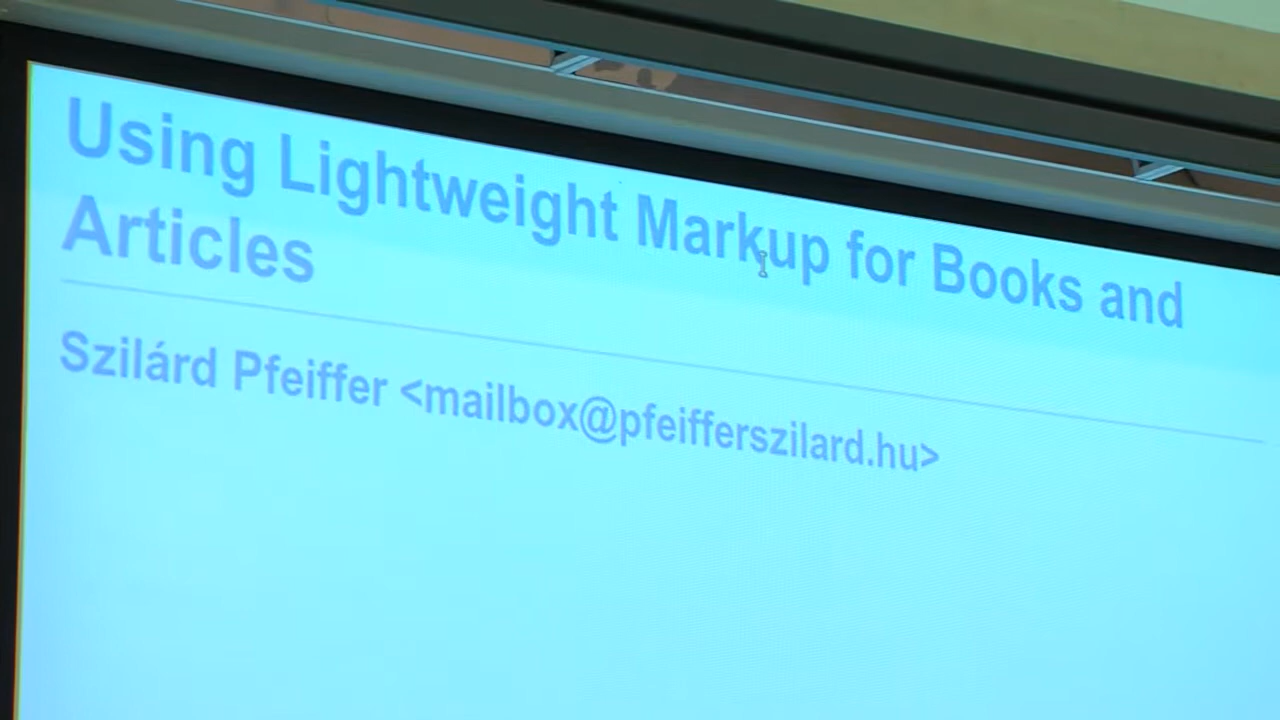 Using Lightweight Markup for Books and
Articles
Szilárd Pfeiffer <mailbox@pfeifferszilard.hu>